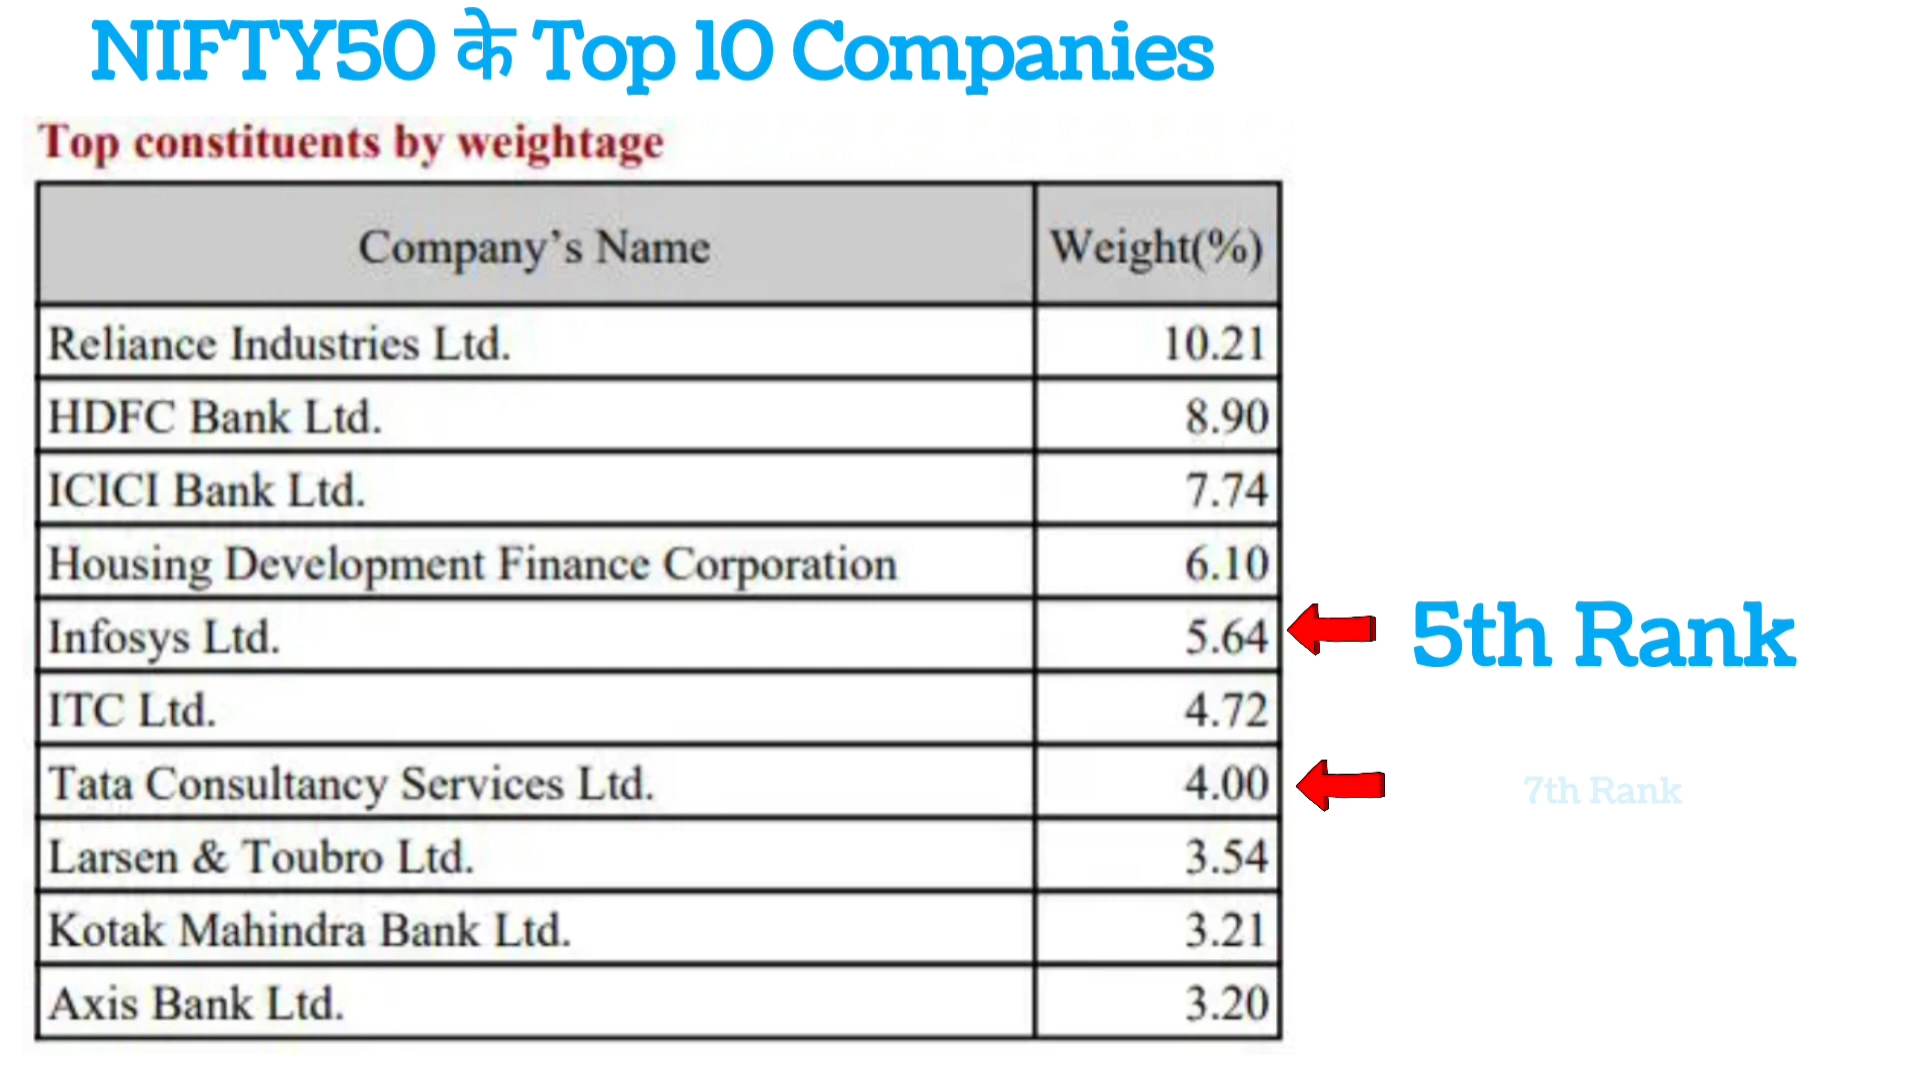 NIFTY50 के Top 10 Companies
Top constituents by weightage
Company’s Name Weight(%)
Reliance Industries Ltd. 10.21
HDFC Bank Ltd. 8.90
ICICI Bank Ltd. 7.74
Housing Development Finance Corporation 6.10
Infosys Ltd. 5.64 5th Rank
ITC Ltd. 4.72
Tata Consultancy Services Ltd. 4.00 7th Rank
Larsen & Toubro Ltd. 3.54
Kotak Mahindra Bank Ltd. 3.21
Axis Bank Ltd. 3.20